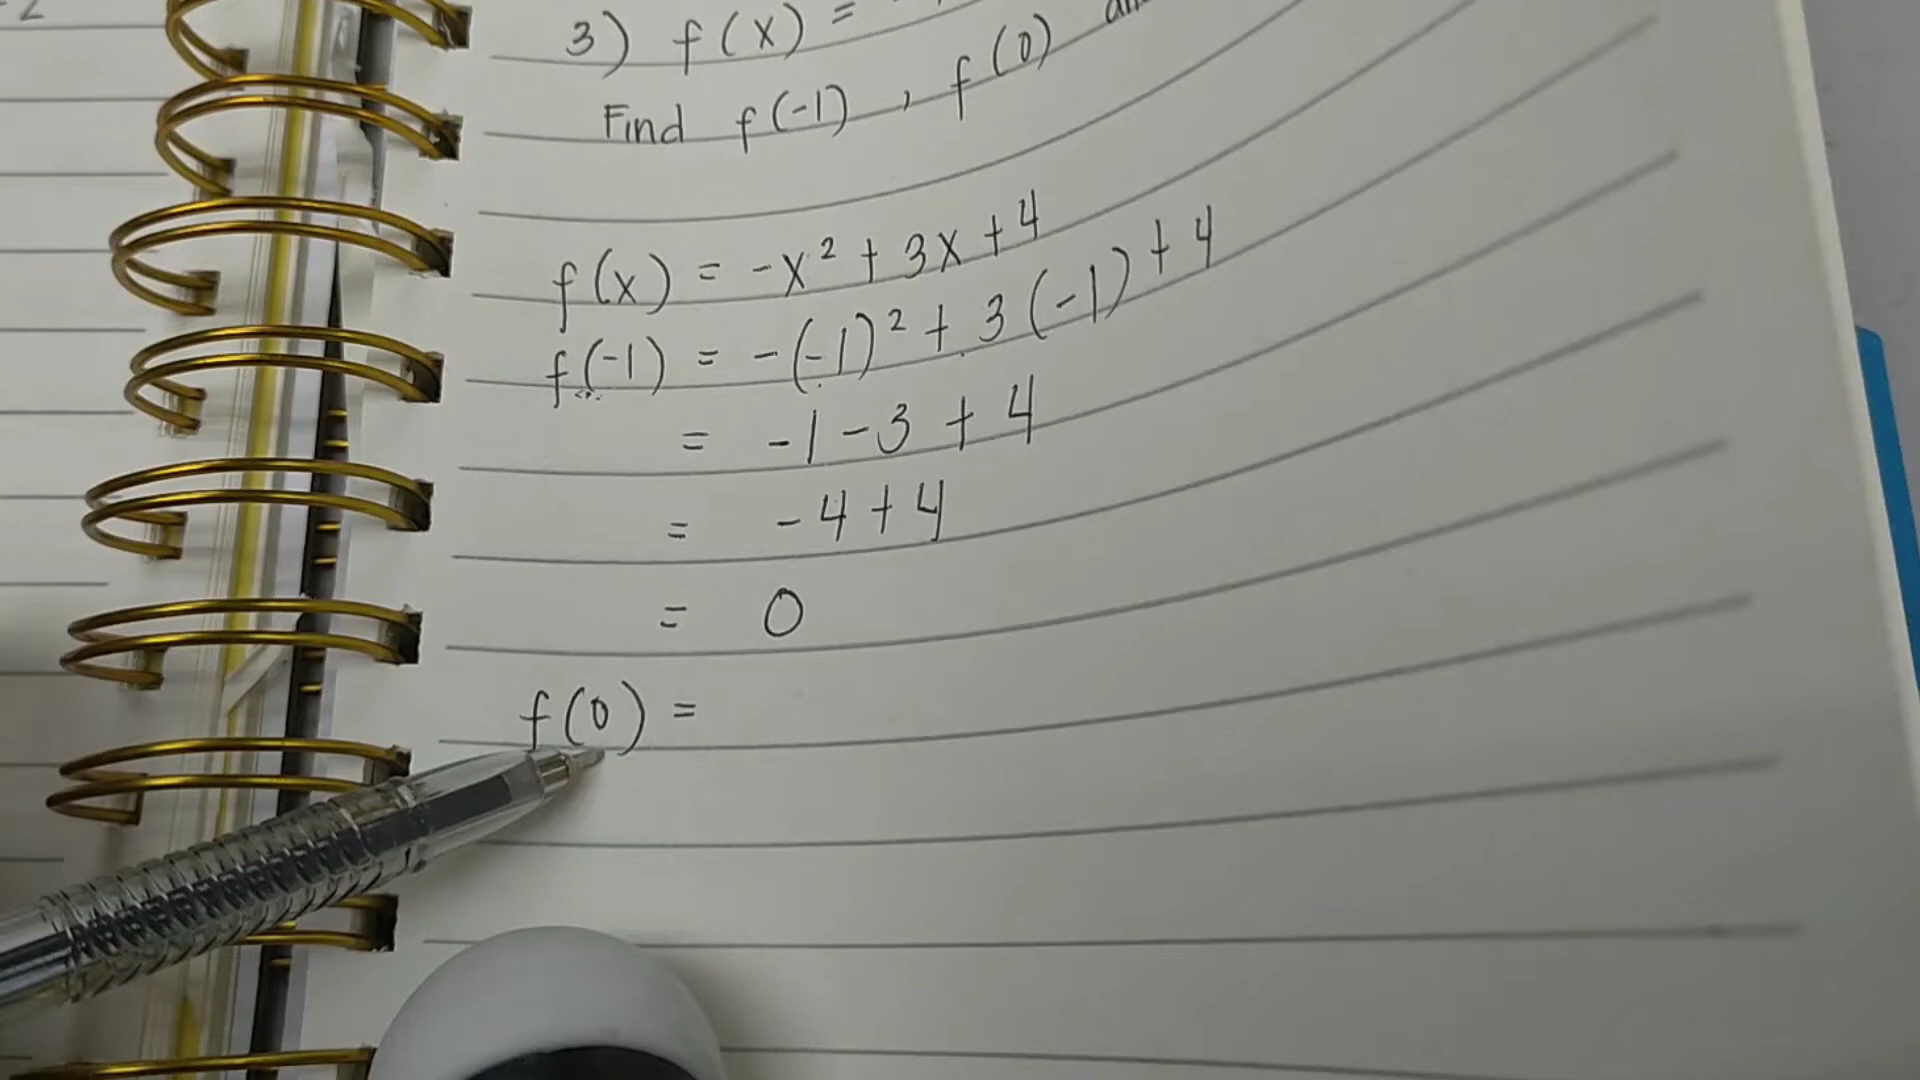 3) f(x) =
Find f(-1), f(0)
f(x) = -x² + 3x + 4
f(-1) = -(-1)² + 3(-1) + 4
= -1 - 3 + 4
= -4 + 4
= 0
f(0) =